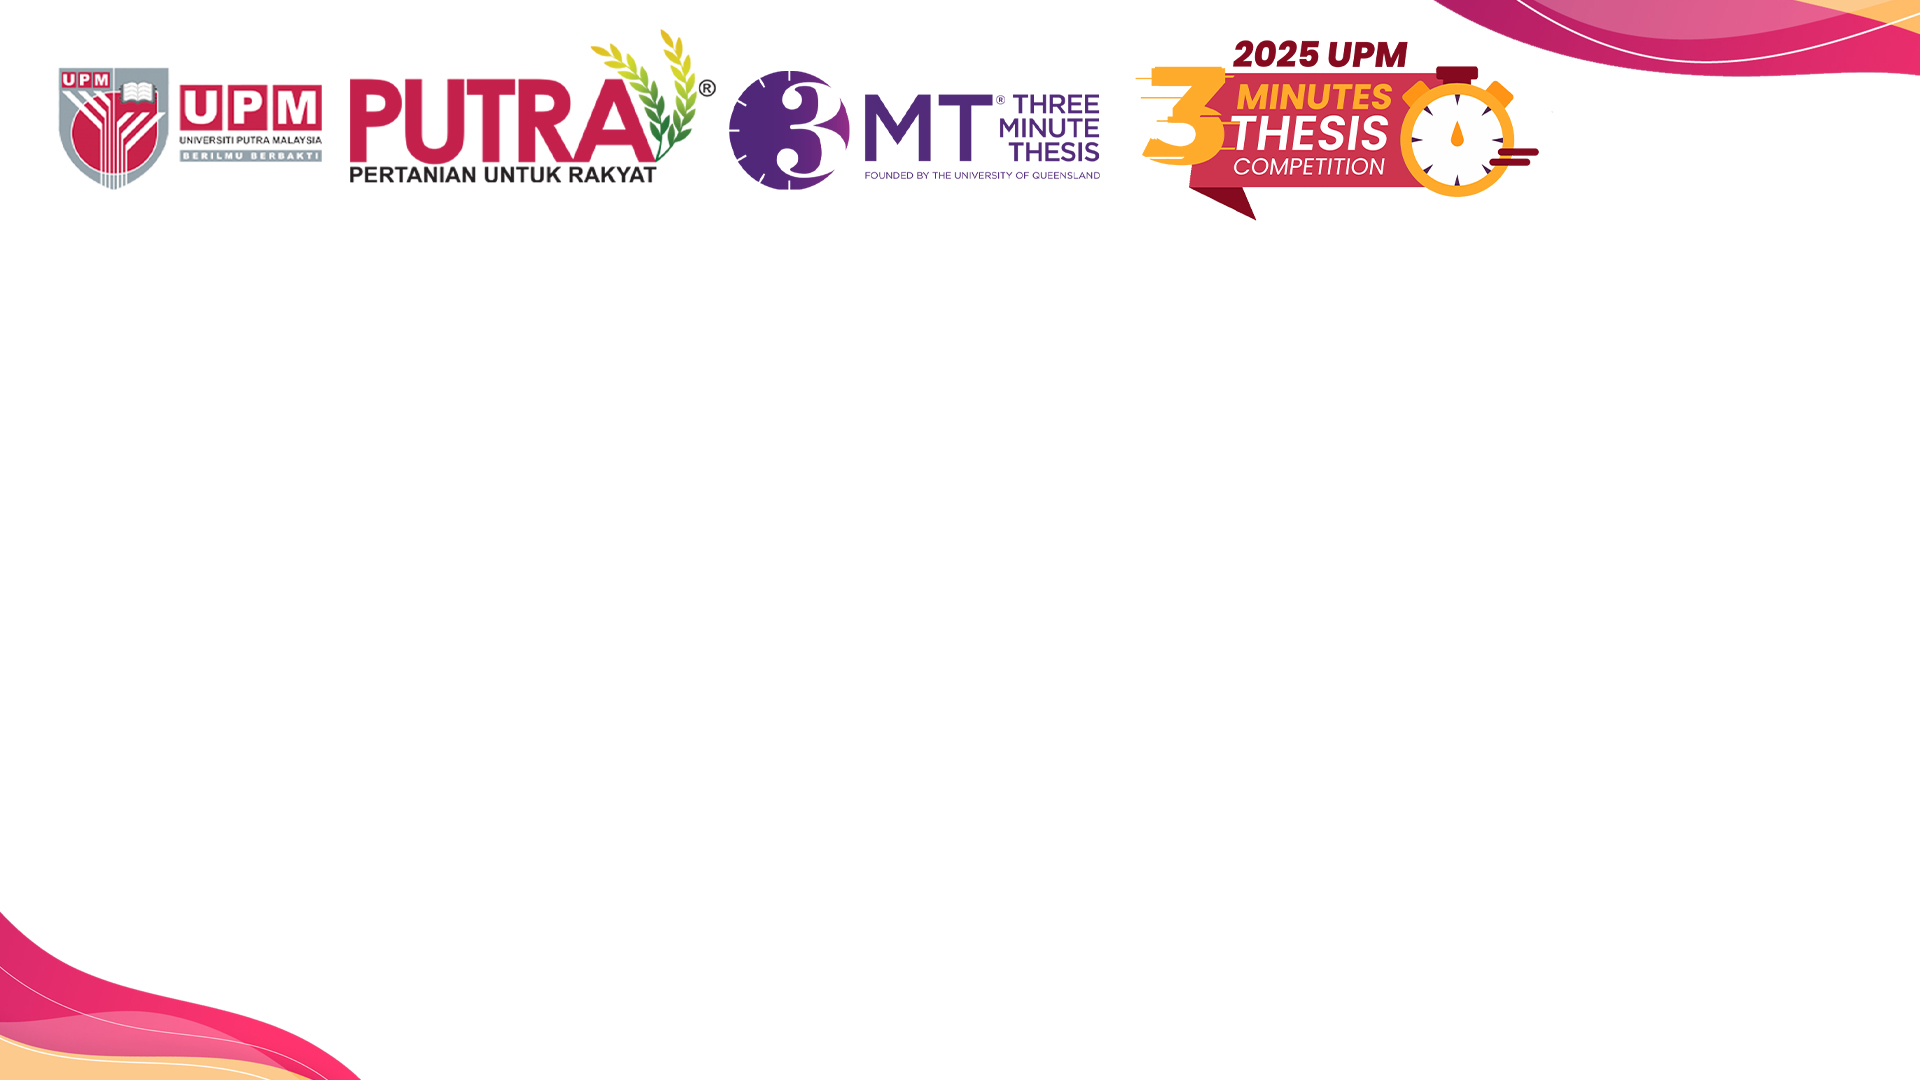 UPM
UPM
UNIVERSITI PUTRA MALAYSIA
BERILMU BERBAKTI
PUTRA®
PERTANIAN UNTUK RAKYAT
3MT® THREE
MINUTE
THESIS
FOUNDED BY THE UNIVERSITY OF QUEENSLAND
2025 UPM
3 MINUTES
THESIS
COMPETITION